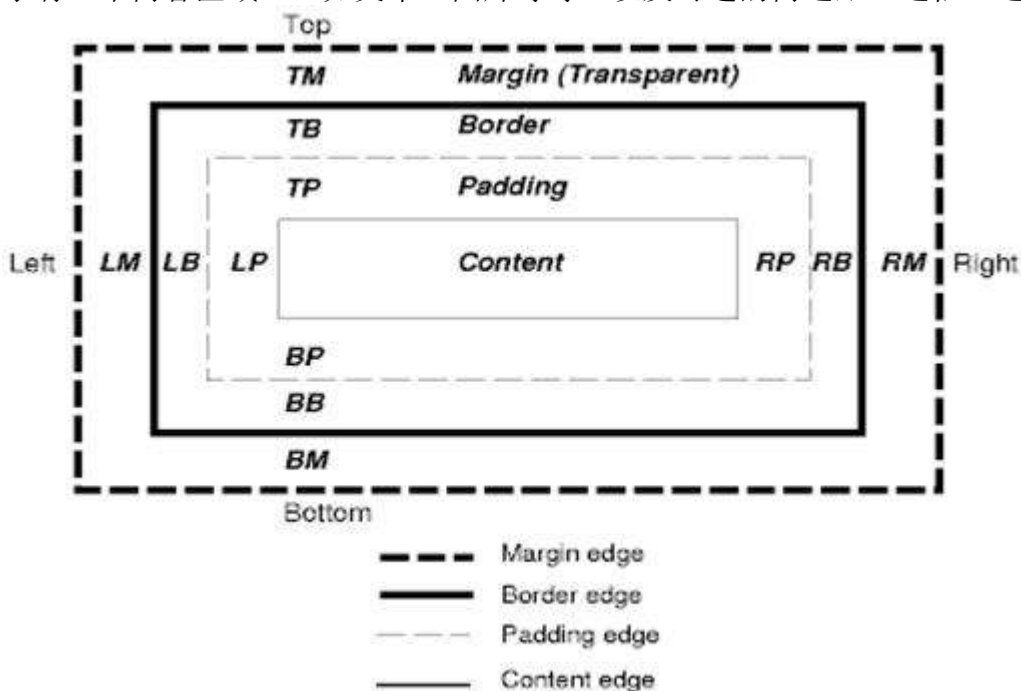 Top
TM Margin (Transparent)
TB Border
TP Padding
Left LM LB LP Content RP RB RM Right
BP
BB
BM
Bottom
Margin edge
Border edge
Padding edge
Content edge